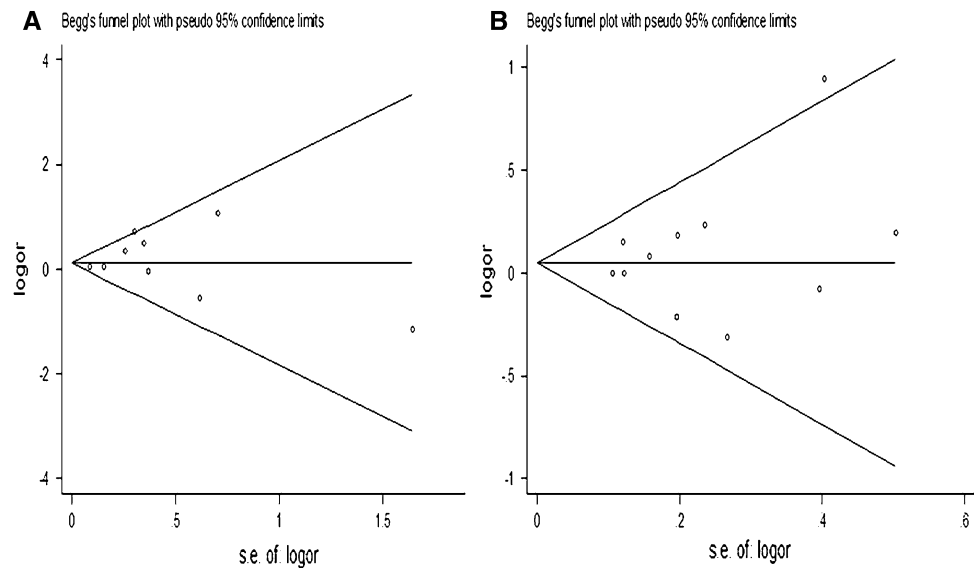 A Begg's funnel plot with pseudo 95% confidence limits
4
2
0
-2
-4
logor
0 .5 1 1.5
s.e. of: logor
B Begg's funnel plot with pseudo 95% confidence limits
1
.5
0
-.5
-1
logor
0 .2 .4 .6
s.e. of: logor